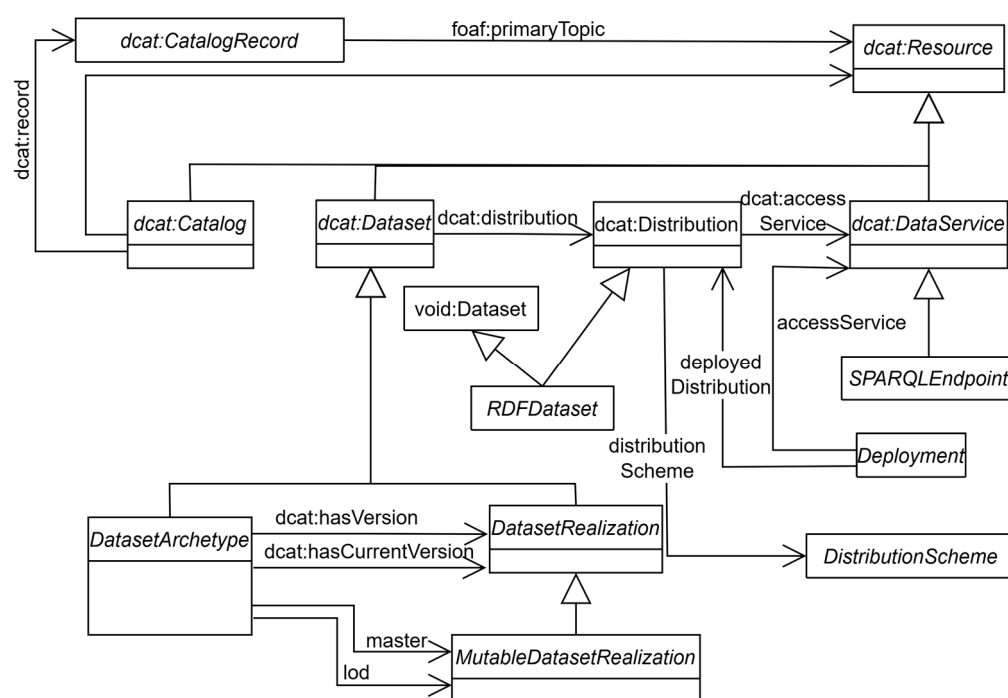 foaf:primaryTopic
dcat:CatalogRecord
dcat:Resource
dcat:record
dcat:Catalog
dcat:Dataset
dcat:distribution
dcat:Distribution
dcat:access
Service
dcat:DataService
void:Dataset
accessService
deployed
Distribution
SPARQLEndpoint
RDFDataset
distribution
Scheme
Deployment
dcat:hasVersion
DatasetArchetype
DatasetRealization
dcat:hasCurrentVersion
DistributionScheme
master
MutableDatasetRealization
lod